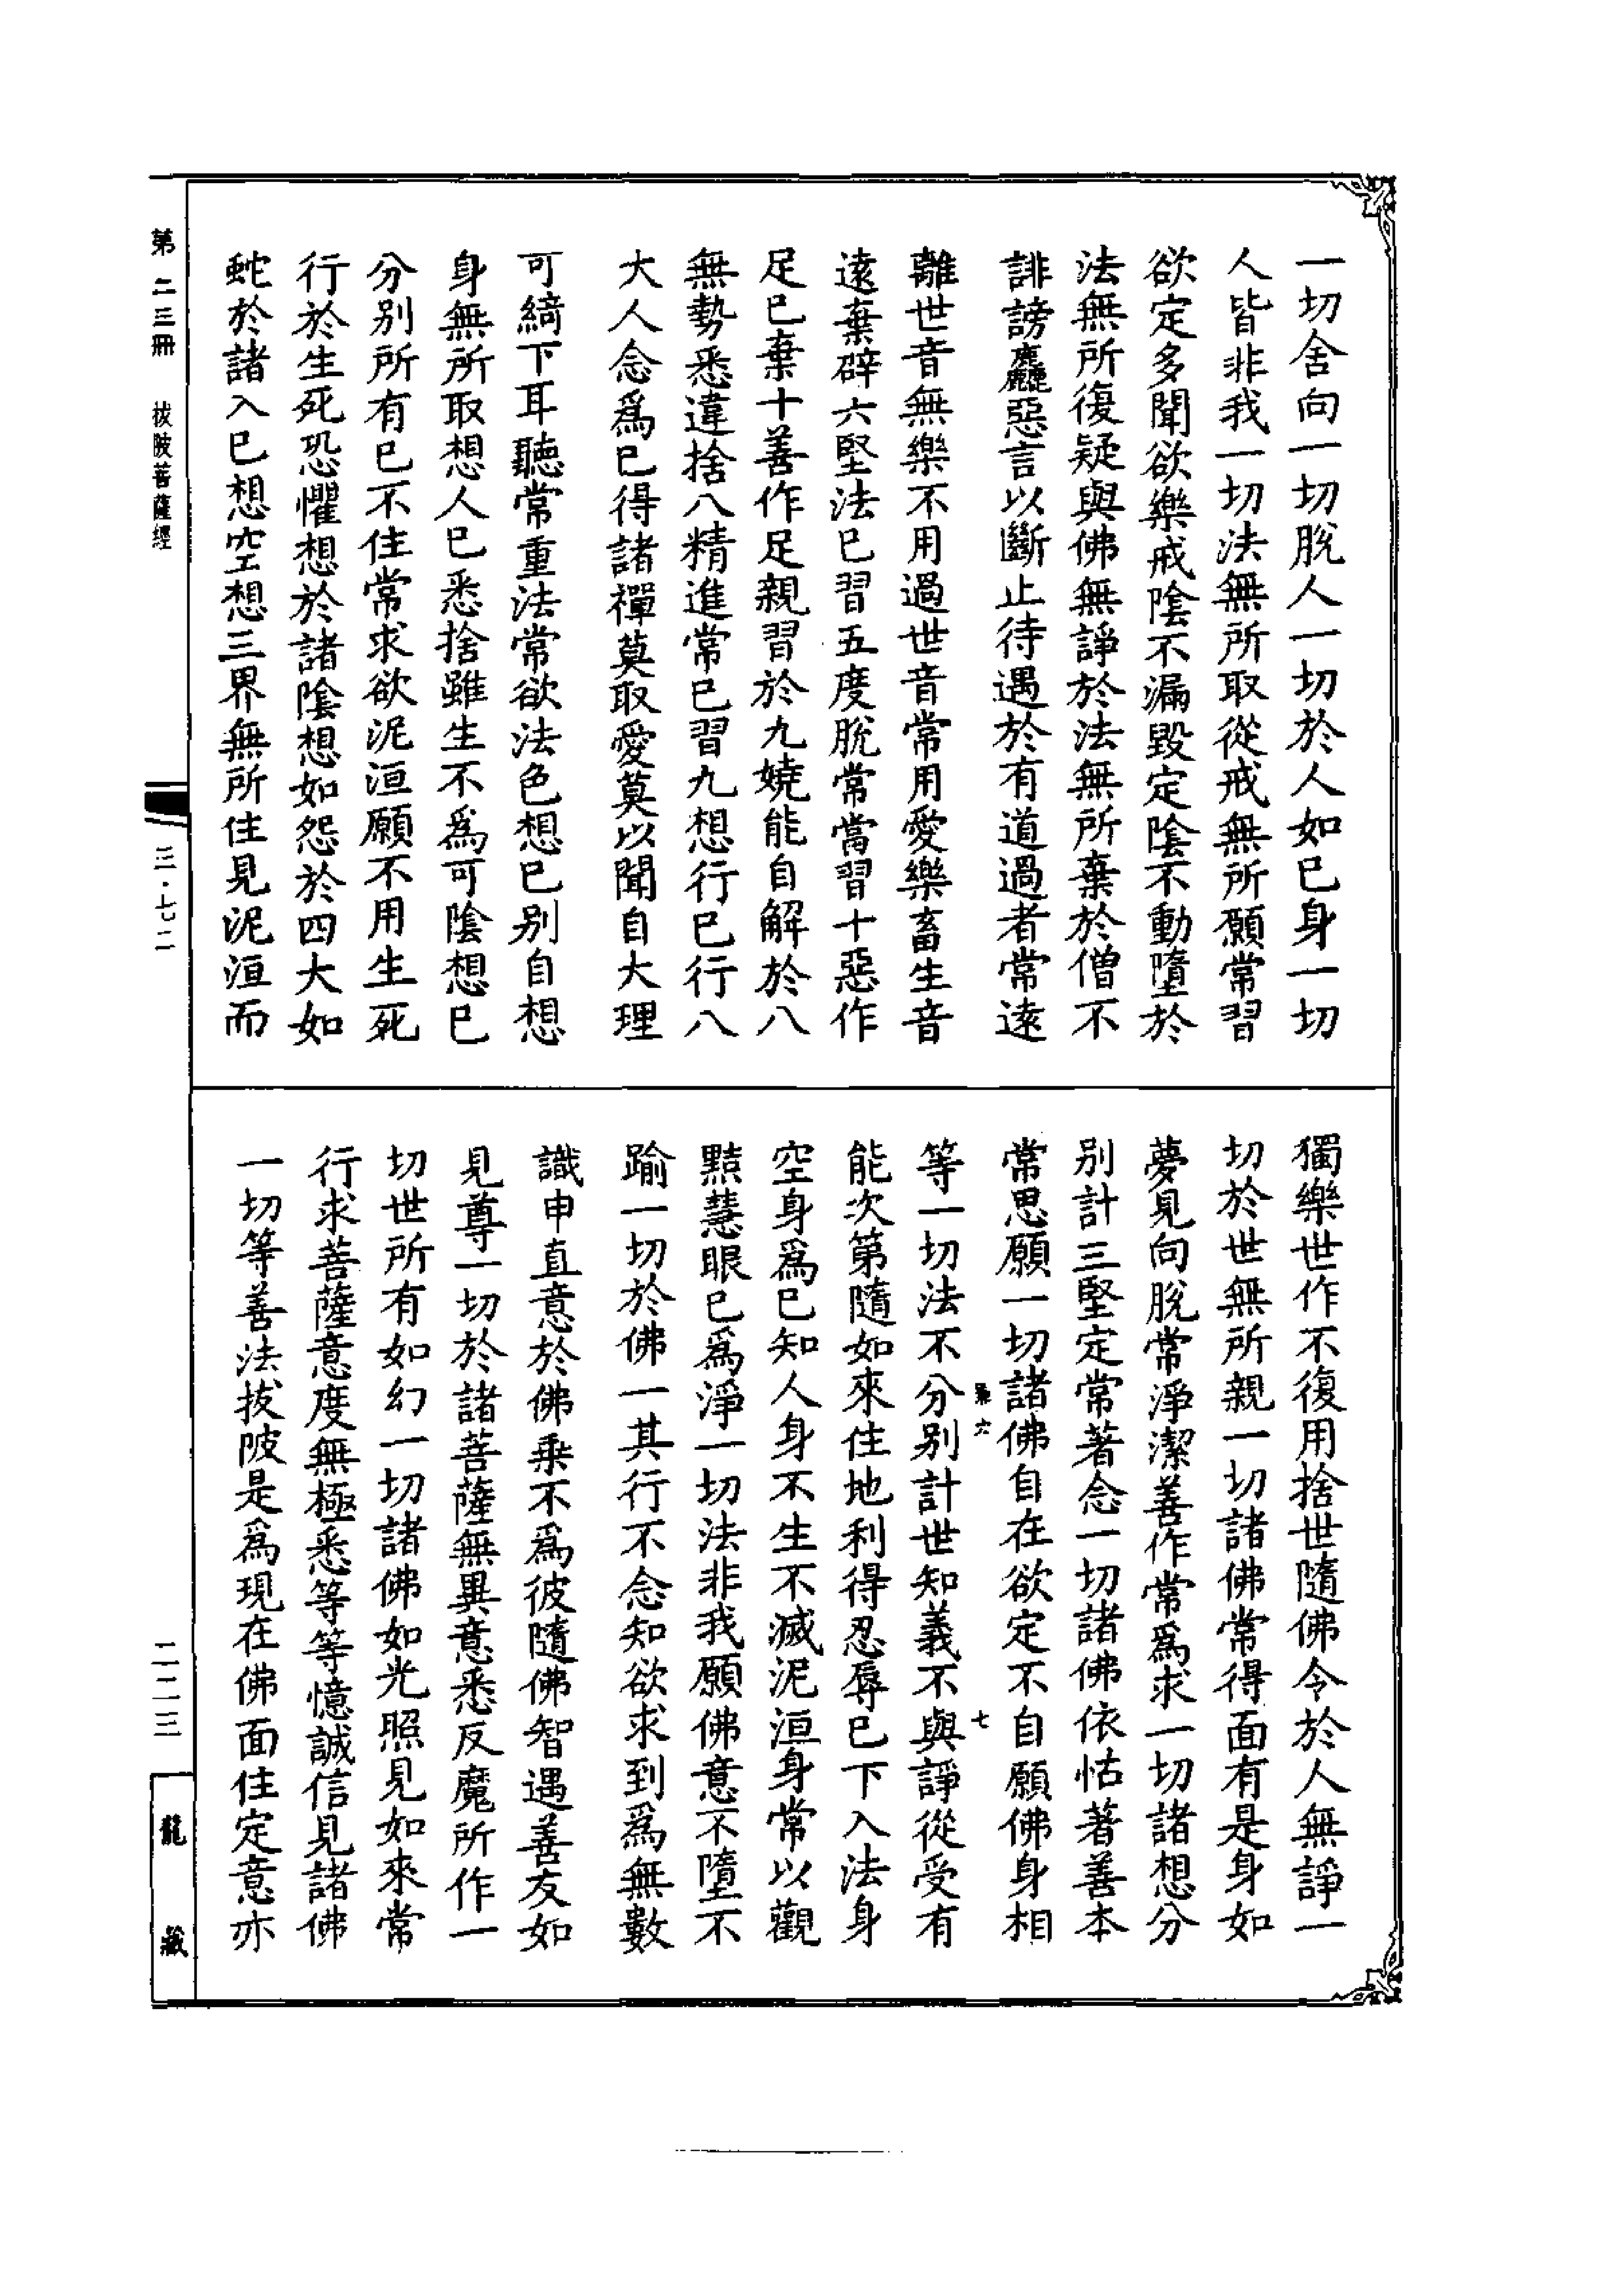 一切舍向一切脫人一切於人如已身一切
人皆非我一切法無所取從戒無所願常習
欲定多聞欲樂戒陰不漏毀定陰不動墮於
法無所復疑與佛無諍於法無所棄於僧不
誹謗麤惡言以斷止待遇於有道過者常遠
離世音無樂不用過世音常用愛樂畜生音
遠棄辟六堅法已習五度脫常當習十惡作
足已棄十善作足親習於九嬈能自解於八
無勢悉違捨八精進常已習九想行已行八
大人念爲已得諸禪莫取愛莫以聞自大理
可綺下耳聽常重法常欲法色想已別自想
身無所取想人已悉捨雖生不爲可陰想已
分別所有已不住常求欲泥洹願不用生死
行於生死恐懼想於諸陰想如怨於四大如
蛇於諸入已想空想三界無所住見泥洹而
獨樂世作不復用捨世隨佛令於人無諍一
切於世無所親一切諸佛常得面有是身如
夢見向脫常淨潔善作常爲求一切諸想分
別計三堅定常著念一切諸佛依怙著善本
常思願一切諸佛自在欲定不自願佛身相
等一切法不分別計世知義不與諍從受有
能次第隨如來住地利得忍辱已下入法身
空身爲已知人身不生不滅泥洹身常以觀
黠慧眼已爲淨一切法非我願佛意不墮不
踰一切於佛一其行不念知欲求到爲無數
識申直意於佛乘不爲彼隨佛智遇善友如
見尊一切於諸菩薩無異意悉反魔所作一
切世所有如幻一切諸佛如光照見如來常
行求菩薩意度無極悉等等憶誠信見諸佛
一切等善法拔陂是爲現在佛面住定意亦
六
七
第二三冊
拔陂菩薩經
三·七二
二二三
龍藏